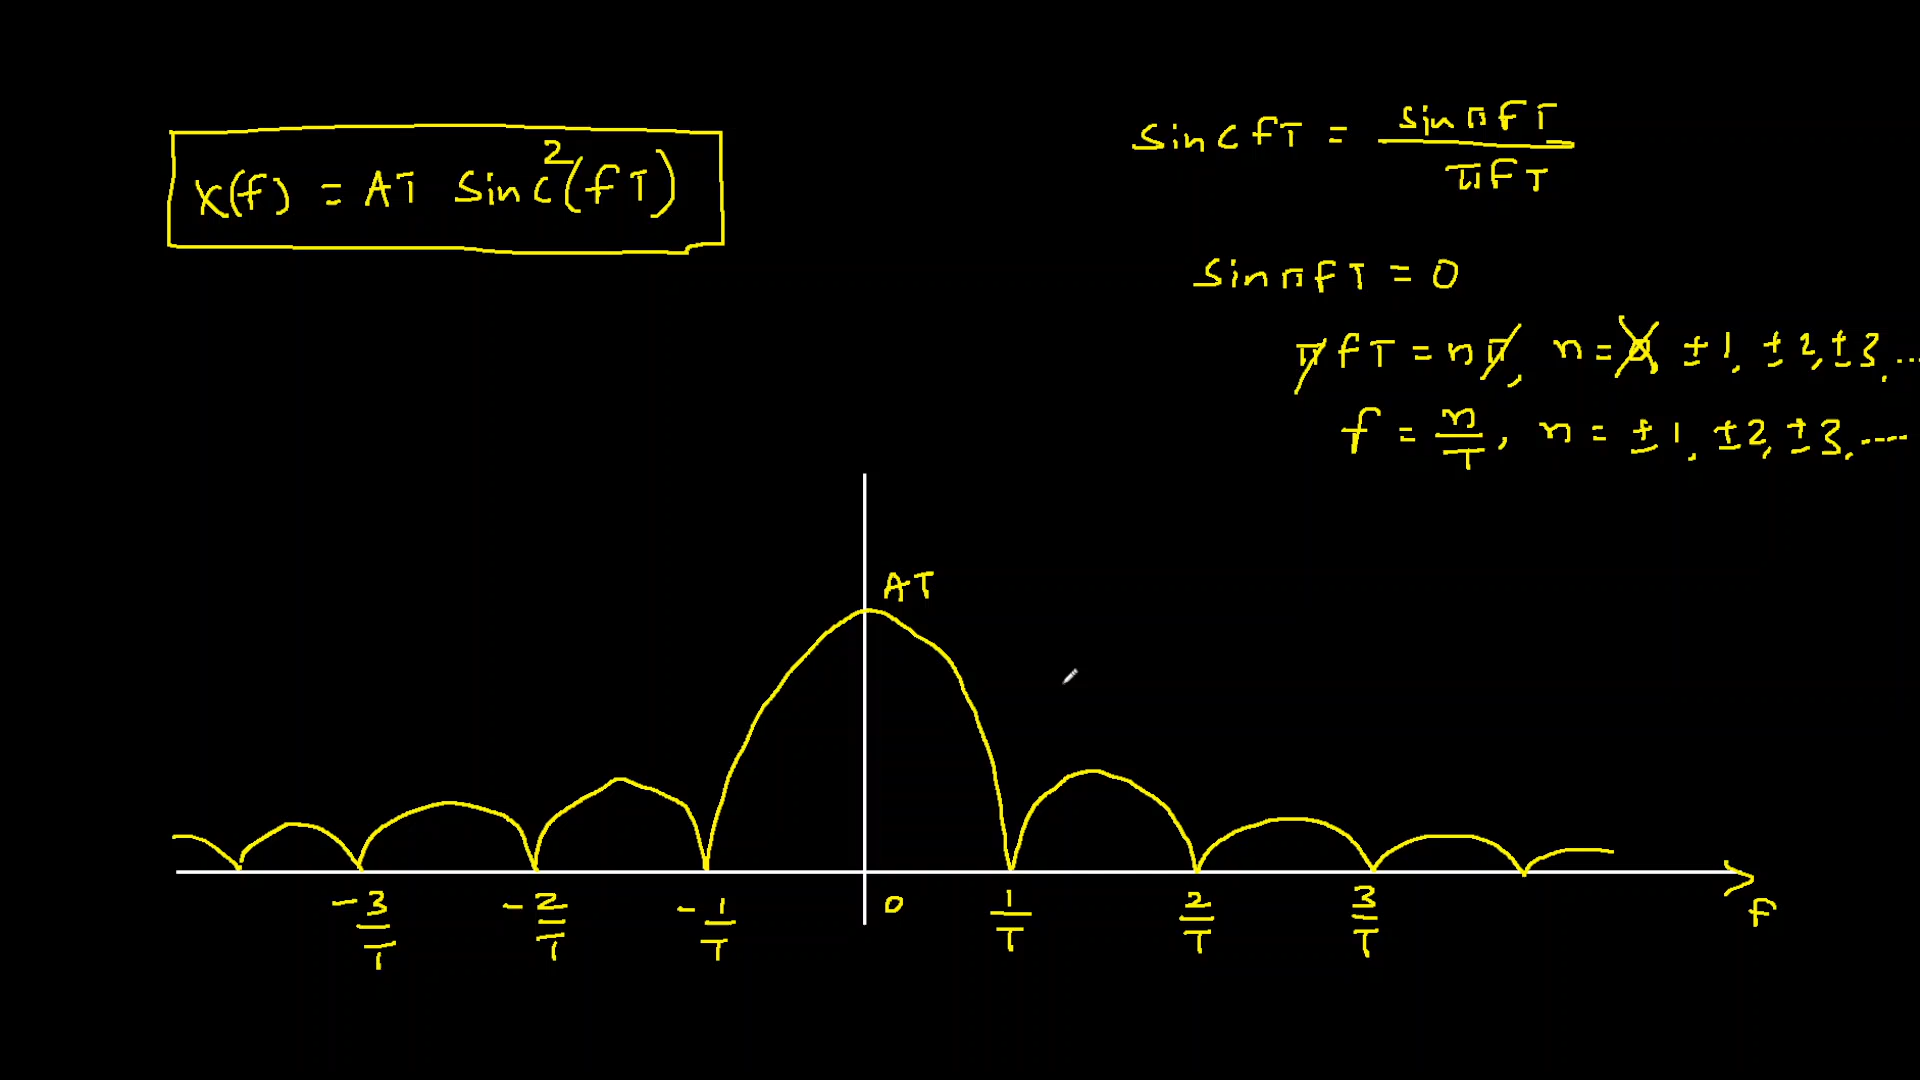 X(f) = AT Sinc²(fT)
sinc fT = sin πfT / πfT
sin πfT = 0
πfT = nπ, n = 0, ±1, ±2, ±3, ...
f = n/T, n = ±1, ±2, ±3, ----
AT
-3/T -2/T -1/T 0 1/T 2/T 3/T f